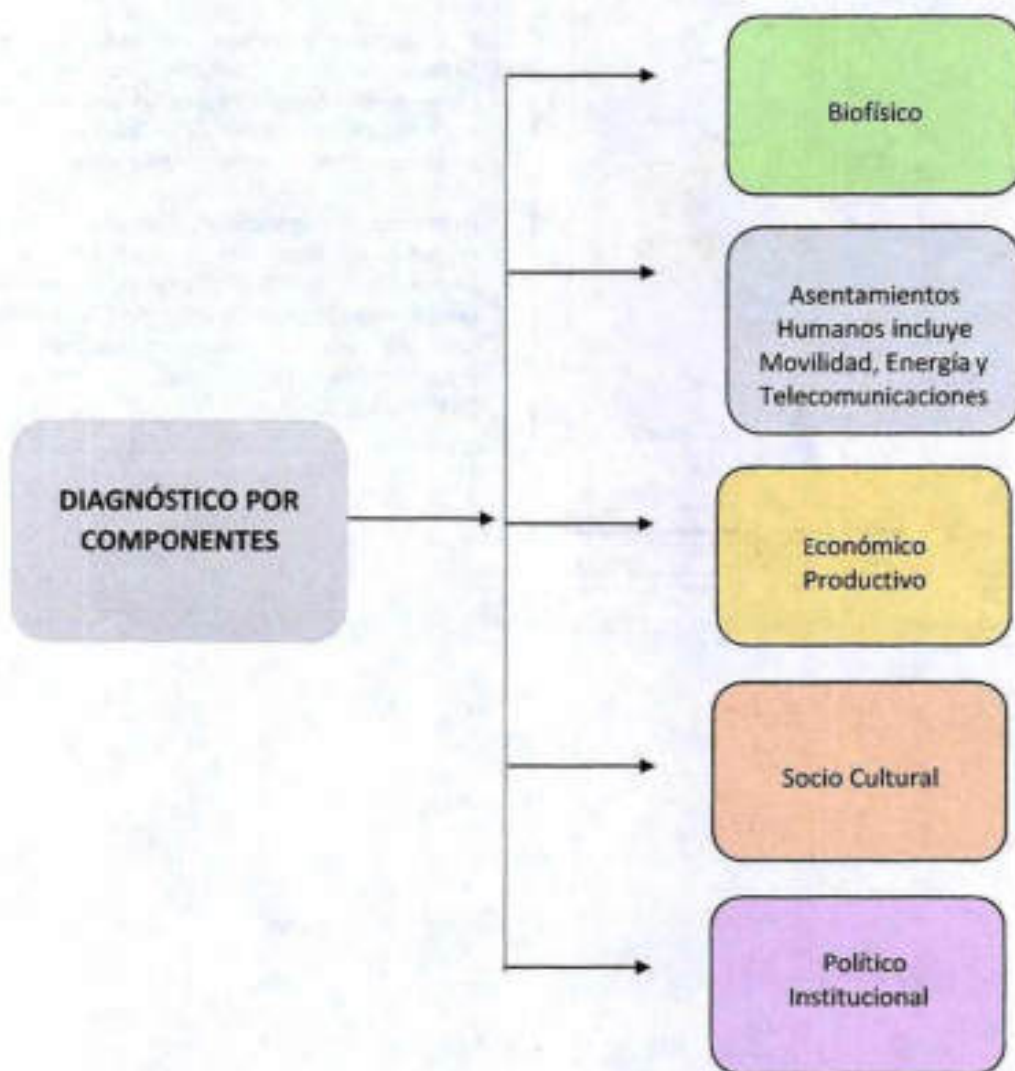 Biofísico
Asentamientos
Humanos incluye
Movilidad, Energía y
Telecomunicaciones
DIAGNÓSTICO POR
COMPONENTES
Económico
Productivo
Socio Cultural
Político
Institucional